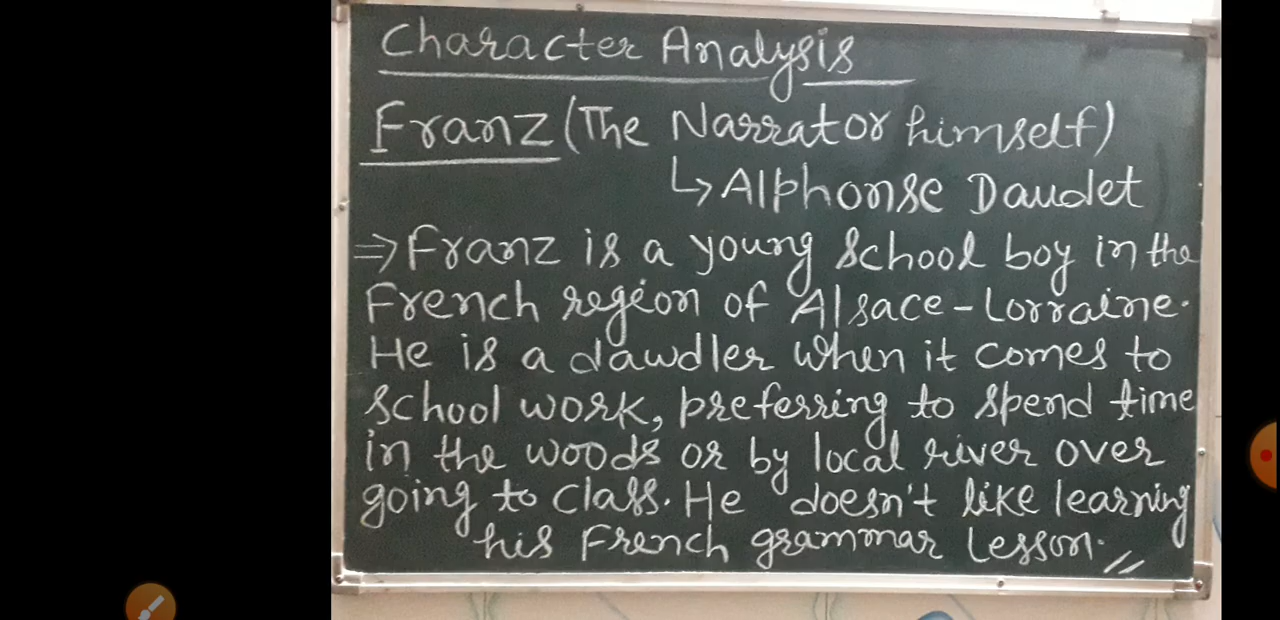 Character Analysis
Franz (The Narrator himself)
↳ Alphonse Daudet
⇒ Franz is a young school boy in the
French region of Alsace-Lorraine.
He is a dawdler when it comes to
school work, preferring to spend time
in the woods or by local river over
going to class. He doesn't like learning
his French grammar lesson.